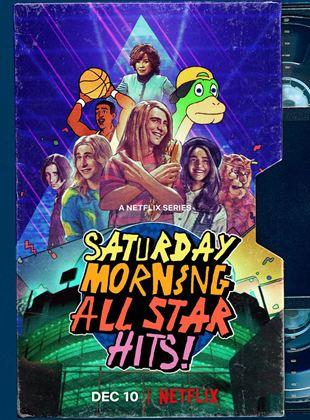 A NETFLIX SERIES
SATURDAY
MORNING
ALL STAR
HITS!
DEC 10 | NETFLIX